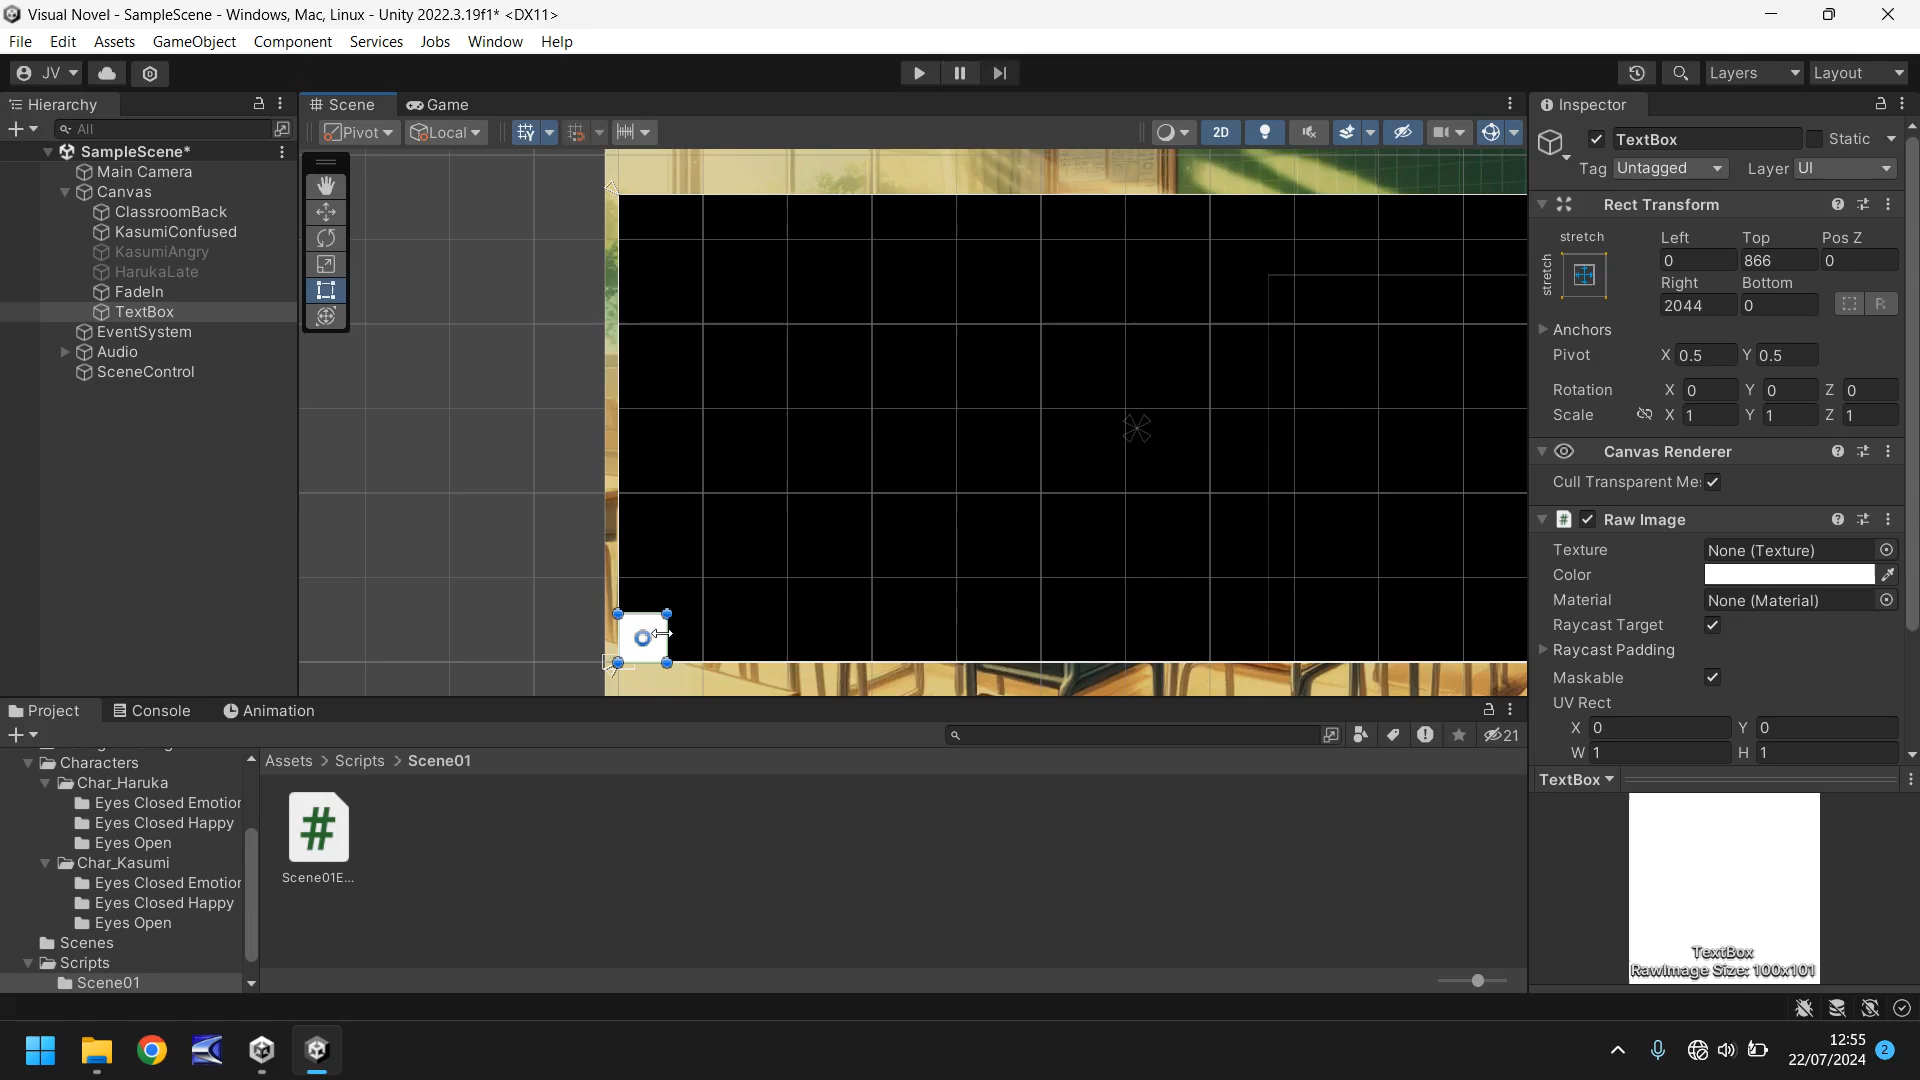 Visual Novel - SampleScene - Windows, Mac, Linux - Unity 2022.3.19f1* <DX11>
File Edit Assets GameObject Component Services Jobs Window Help
JV Layers Layout
Hierarchy Scene Game Inspector
All Pivot Local 2D TextBox Static
SampleScene*
Tag Untagged Layer UI
Main Camera
Canvas
ClassroomBack
KasumiConfused
KasumiAngry
HarukaLate
FadeIn
TextBox
EventSystem
Audio
SceneControl
Rect Transform
stretch Left Top Pos Z
stretch 0 866 0
Right Bottom
2044 0 R
Anchors
Pivot X 0.5 Y 0.5
Rotation X 0 Y 0 Z 0
Scale X 1 Y 1 Z 1
Canvas Renderer
Cull Transparent Me:
# Raw Image
Texture None (Texture)
Color
Material None (Material)
Raycast Target
Raycast Padding
Maskable
UV Rect
X 0 Y 0
W 1 H 1
TextBox
TextBox
RawImage Size: 100x101
Project Console Animation
21
Assets > Scripts > Scene01
Characters
Char_Haruka
Eyes Closed Emotior
Eyes Closed Happy
Eyes Open
Char_Kasumi
Eyes Closed Emotior
Eyes Closed Happy
Eyes Open
Scenes
Scripts
Scene01
#
Scene01E...
12:55
22/07/2024 2